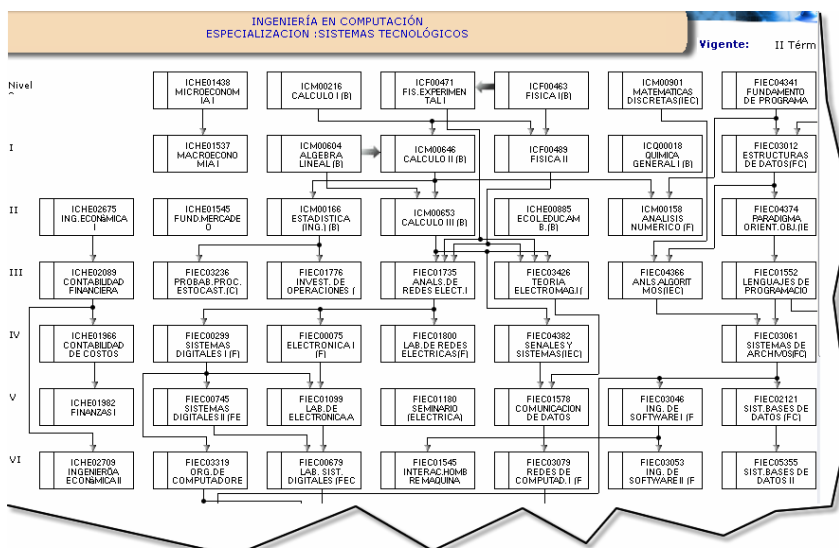 INGENIERÍA EN COMPUTACIÓN
ESPECIALIZACION :SISTEMAS TECNOLÓGICOS
Vigente: II Térm
Nivel
ICHE01438
MICROECONOM
IA I
ICM00216
CALCULO I (B)
ICF00471
FIS.EXPERIMEN
TAL I
ICF00463
FISICA I(B)
ICM00901
MATEMATICAS
DISCRETAS(IEC)
FIEC04341
FUNDAMENTO
DE PROGRAMA
I
ICHE01537
MACROECONO
MIA I
ICM00604
ALGEBRA
LINEAL (B)
ICM00646
CALCULO II (B)
ICF00489
FISICA II
ICQ00018
QUIMICA
GENERAL I (B)
FIEC03012
ESTRUCTURAS
DE DATOS(FC)
II
ICHE02675
ING.ECONòMICA
I
ICHE01545
FUND.MERCADE
O
ICM00166
ESTADISTICA
(ING.) (B)
ICM00653
CALCULO III (B)
ICHE00885
ECOL.EDUC.AM
B.(B)
ICM00158
ANALISIS
NUMERICO (F)
FIEC04374
PARADIGMA
ORIENT.OBJ.(IE
III
ICHE02089
CONTABILIDAD
FINANCIERA
FIEC03236
PROBAB.PROC.
ESTOCAST.(C)
FIEC01776
INVEST. DE
OPERACIONES (
FIEC01735
ANALS.DE
REDES ELECT.I
FIEC03426
TEORIA
ELECTROMAG.I(
FIEC04366
ANLS.ALGORIT
MOS(IEC)
FIEC01552
LENGUAJES DE
PROGRAMACIO
IV
ICHE01966
CONTABILIDAD
DE COSTOS
FIEC00299
SISTEMAS
DIGITALES I (F)
FIEC00075
ELECTRONICA I
(F)
FIEC01800
LAB.DE REDES
ELECTRICAS(F)
FIEC04382
SENALES Y
SISTEMAS(IEC)
FIEC03061
SISTEMAS DE
ARCHIVOS(FC)
V
ICHE01982
FINANZAS I
FIEC00745
SISTEMAS
DIGITALES II (FE
FIEC01099
LAB.DE
ELECTRONICA A
FIEC01180
SEMINARIO
(ELECTRICA)
FIEC01578
COMUNICACION
DE DATOS
FIEC03046
ING. DE
SOFTWARE I (F
FIEC02121
SIST.BASES DE
DATOS (FC)
VI
ICHE02709
INGENIERÖA
ECONòMICA II
FIEC03319
ORG.DE
COMPUTADORE
FIEC00679
LAB. SIST.
DIGITALES (FEC
FIEC01545
INTERAC.HOMB
RE MAQUINA
FIEC03079
REDES DE
COMPUTAD. I (F
FIEC03053
ING. DE
SOFTWARE II (F
FIEC05355
SIST.BASES DE
DATOS II